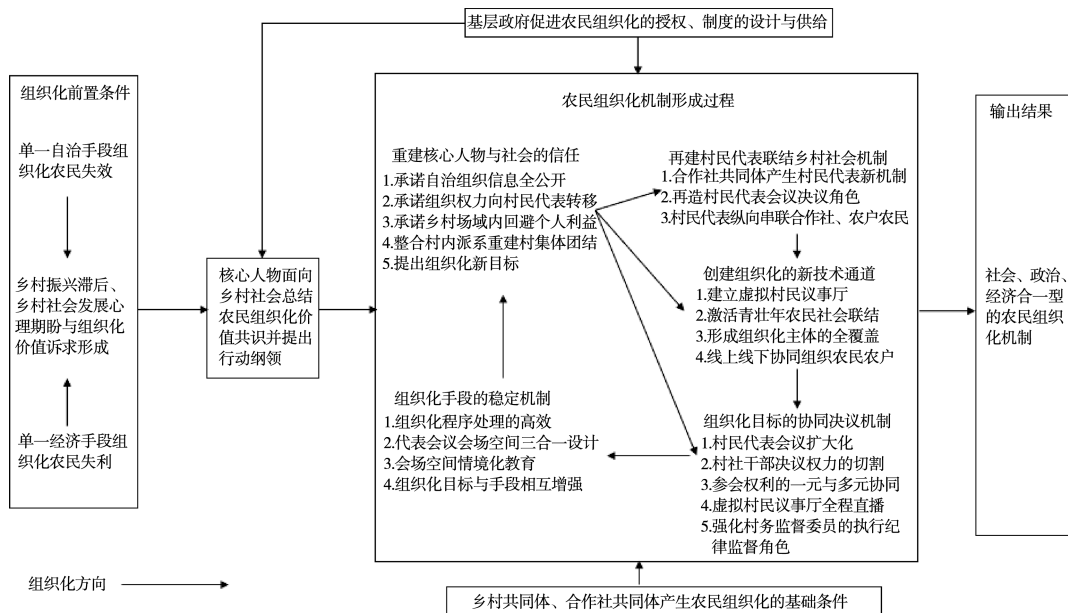 基层政府促进农民组织化的授权、制度的设计与供给
组织化前置条件
单一自治手段组
织化农民失效
乡村振兴滞后、
乡村社会发展心
理期盼与组织化
价值诉求形成
单一经济手段组
织化农民失利
核心人物面向
乡村社会总结
农民组织化价
值共识并提出
行动纲领
农民组织化机制形成过程
重建核心人物与社会的信任
1.承诺自治组织信息全公开
2.承诺组织权力向村民代表转移
3.承诺乡村场域内回避个人利益
4.整合村内派系重建村集体团结
5.提出组织化新目标
再建村民代表联结乡村社会机制
1.合作社共同体产生村民代表新机制
2.再造村民代表会议决议角色
3.村民代表纵向串联合作社、农户农民
创建组织化的新技术通道
1.建立虚拟村民议事厅
2.激活青壮年农民社会联结
3.形成组织化主体的全覆盖
4.线上线下协同组织农民农户
组织化目标的协同决议机制
1.村民代表会议扩大化
2.村社干部决议权力的切割
3.参会权利的一元与多元协同
4.虚拟村民议事厅全程直播
5.强化村务监督委员的执行纪
律监督角色
组织化手段的稳定机制
1.组织化程序处理的高效
2.代表会议会场空间三合一设计
3.会场空间情境化教育
4.组织化目标与手段相互增强
输出结果
社会、政治、
经济合一型
的农民组织
化机制
组织化方向
乡村共同体、合作社共同体产生农民组织化的基础条件